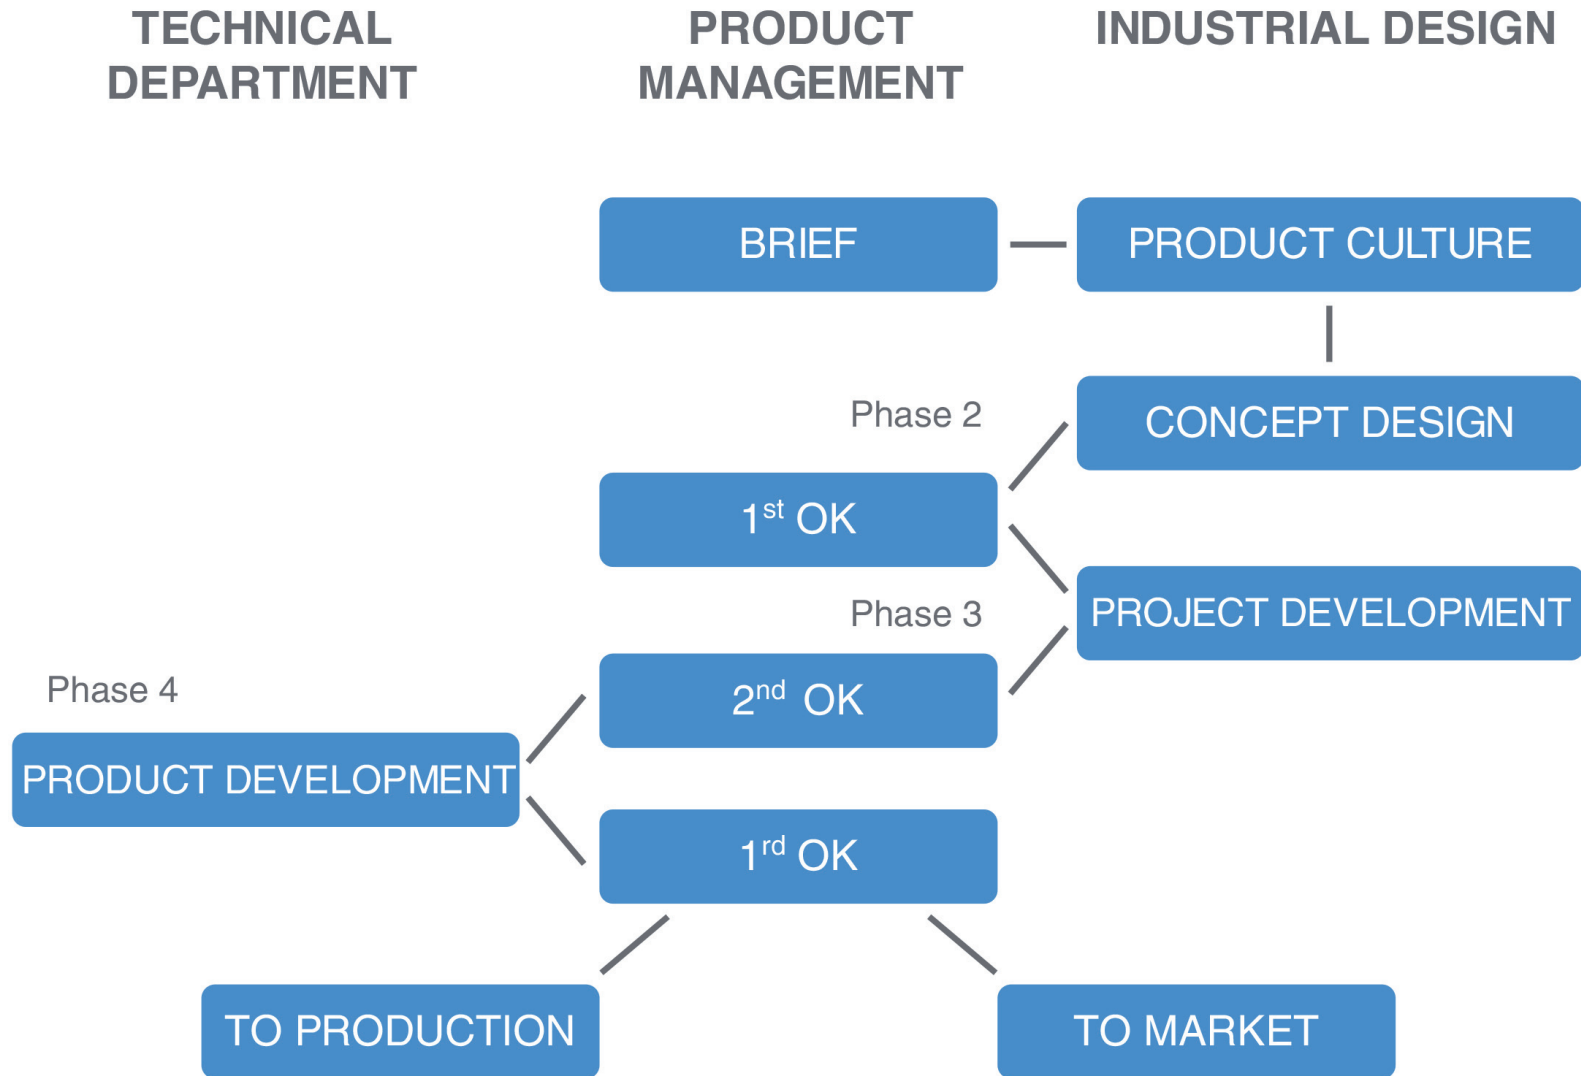 TECHNICAL
DEPARTMENT
PRODUCT
MANAGEMENT
INDUSTRIAL DESIGN
BRIEF
PRODUCT CULTURE
Phase 2
CONCEPT DESIGN
1st OK
Phase 3
PROJECT DEVELOPMENT
Phase 4
2nd OK
PRODUCT DEVELOPMENT
1rd OK
TO PRODUCTION
TO MARKET